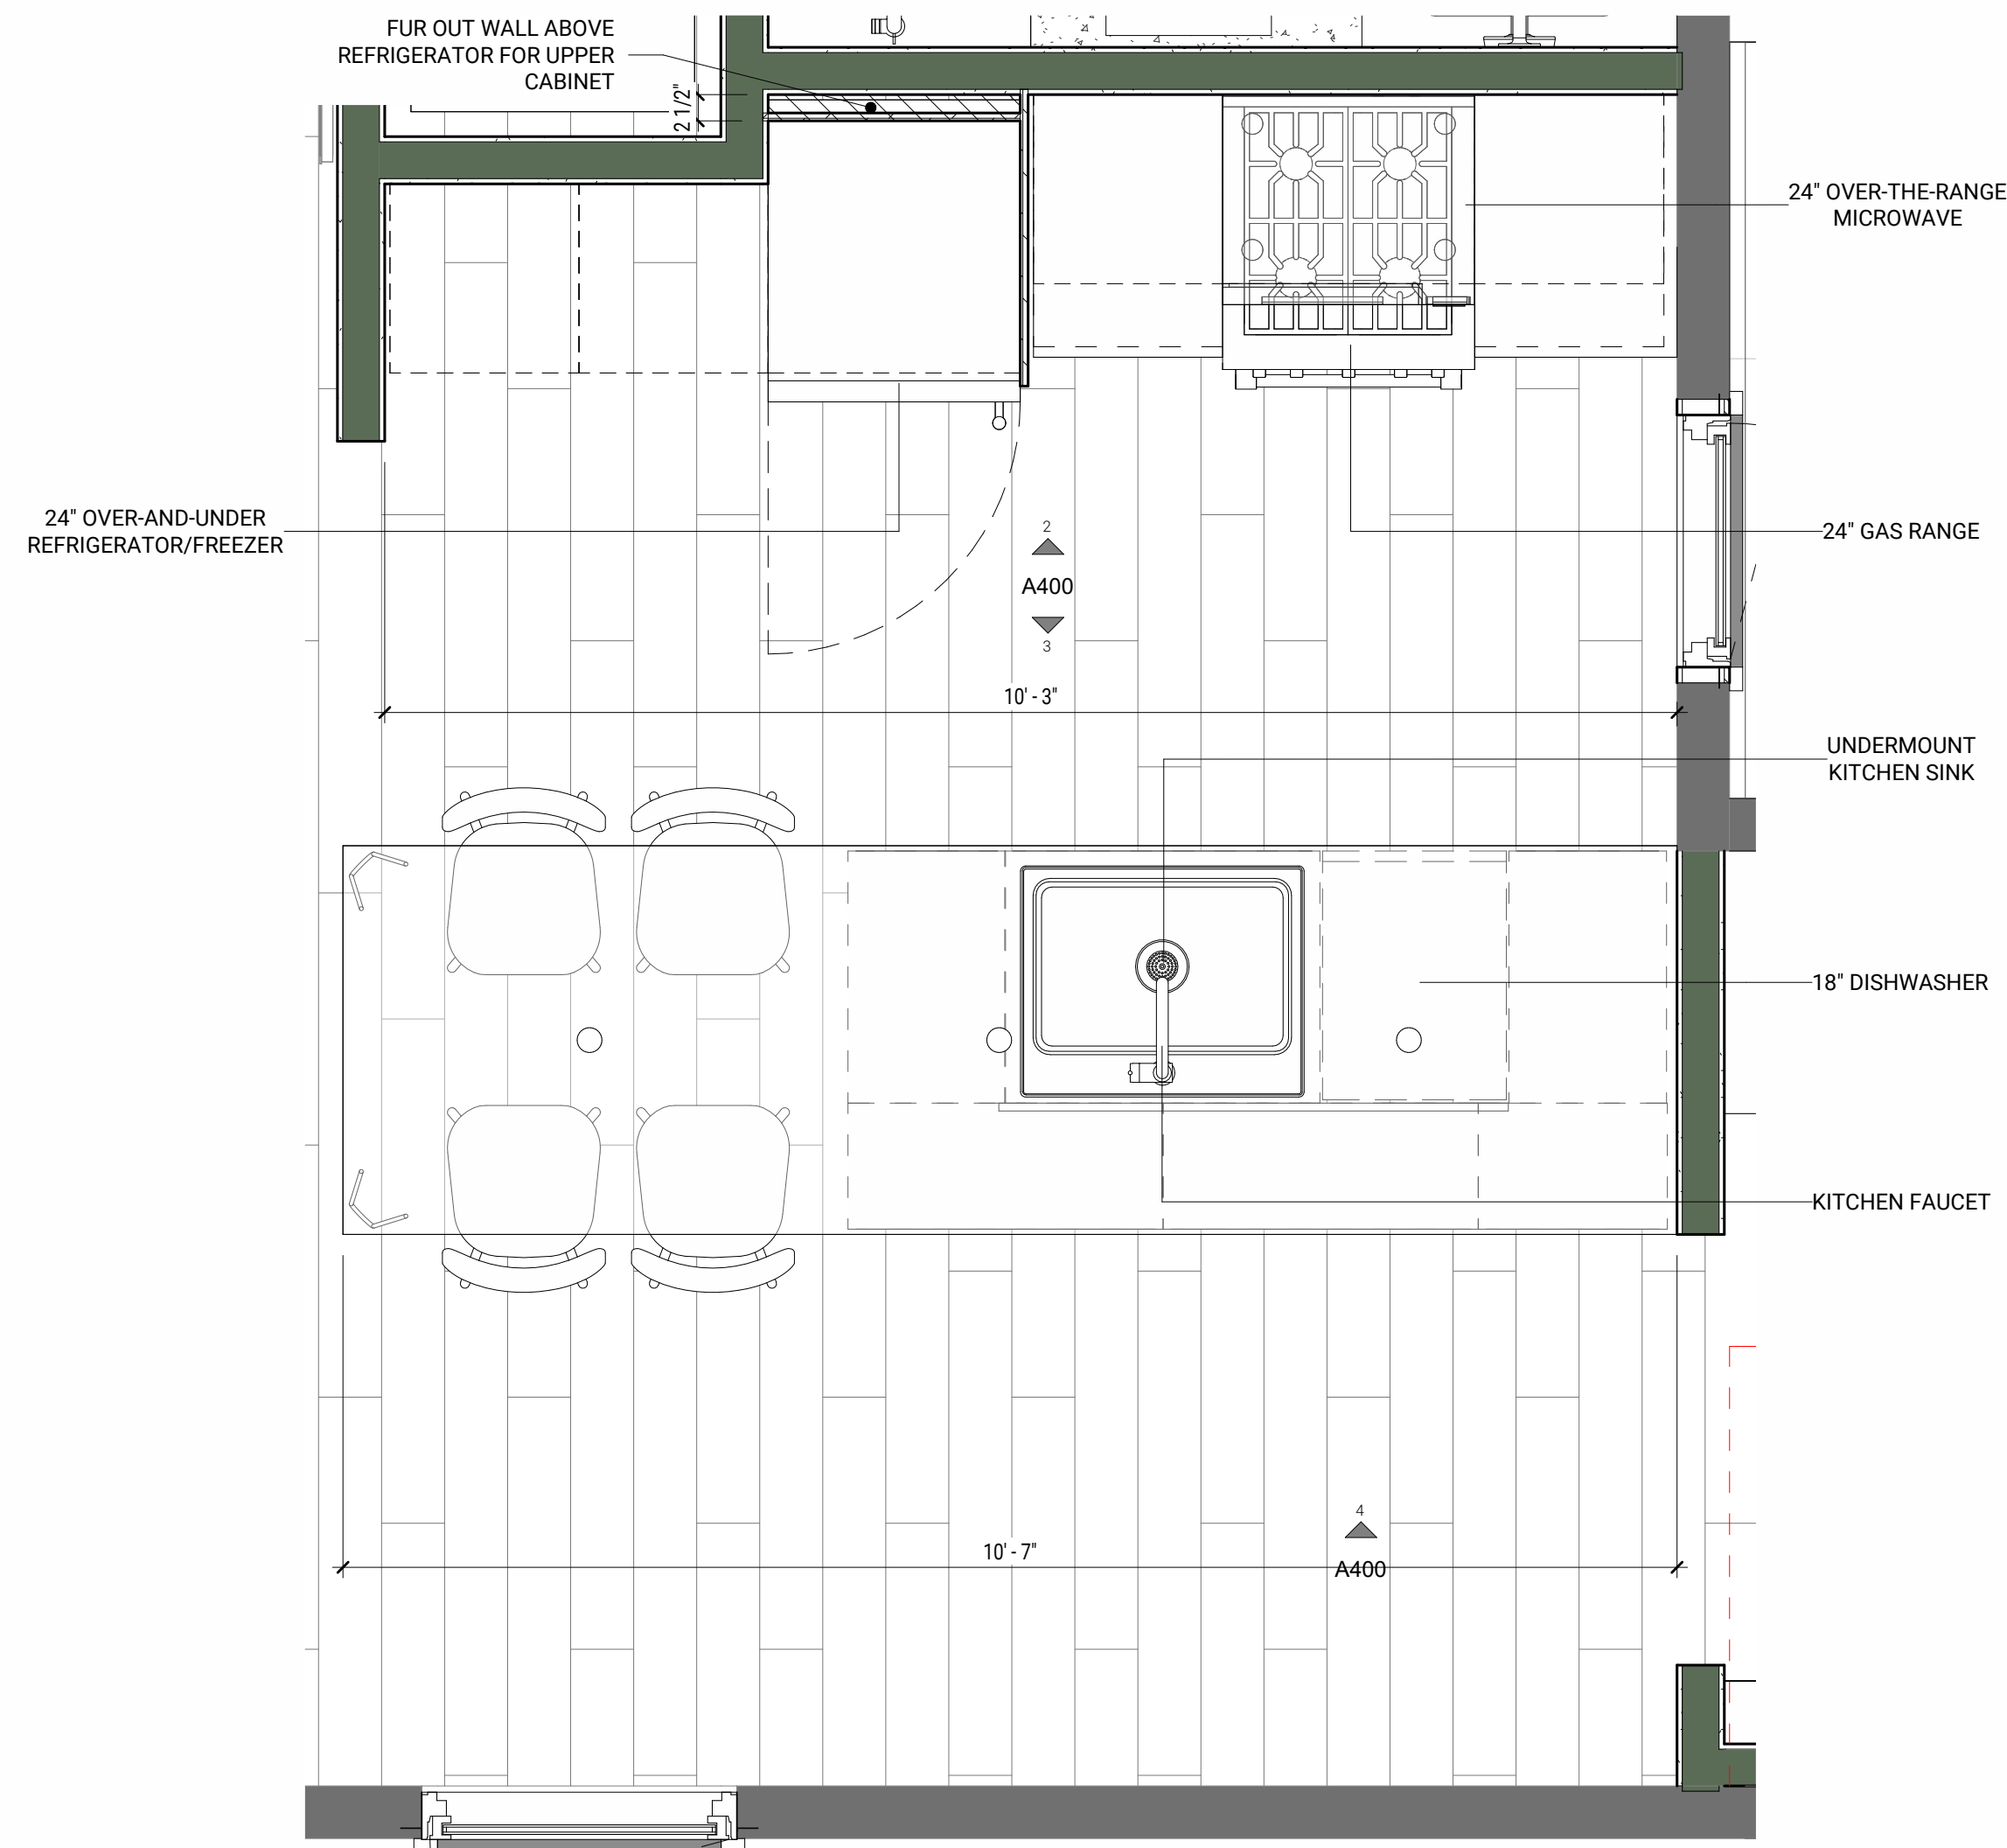 FUR OUT WALL ABOVE
REFRIGERATOR FOR UPPER
CABINET
2 1/2"
24" OVER-THE-RANGE
MICROWAVE
24" OVER-AND-UNDER
REFRIGERATOR/FREEZER
2
A400
3
24" GAS RANGE
10' - 3"
UNDERMOUNT
KITCHEN SINK
18" DISHWASHER
KITCHEN FAUCET
4
A400
10' - 7"